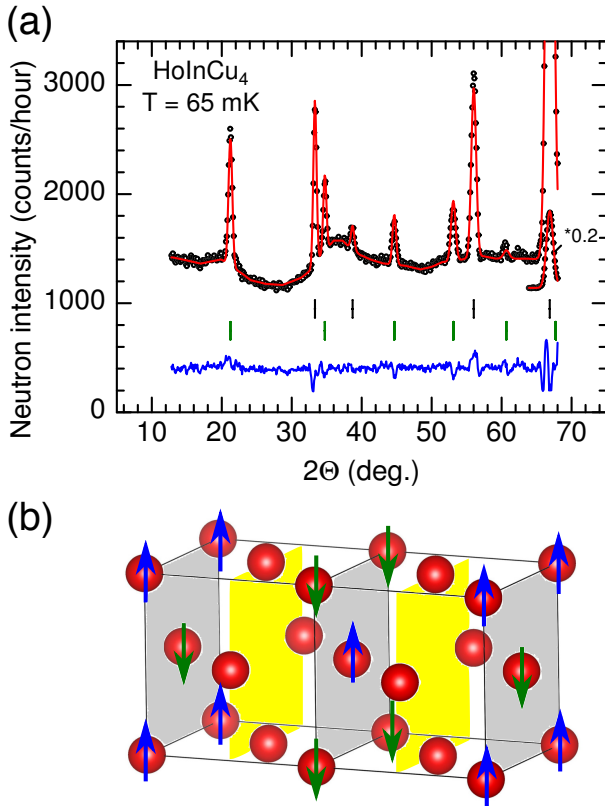 (a)
HoInCu₄
T = 65 mK
Neutron intensity (counts/hour)
3000
2000
1000
0
*0.2
10 20 30 40 50 60 70
2Θ (deg.)
(b)